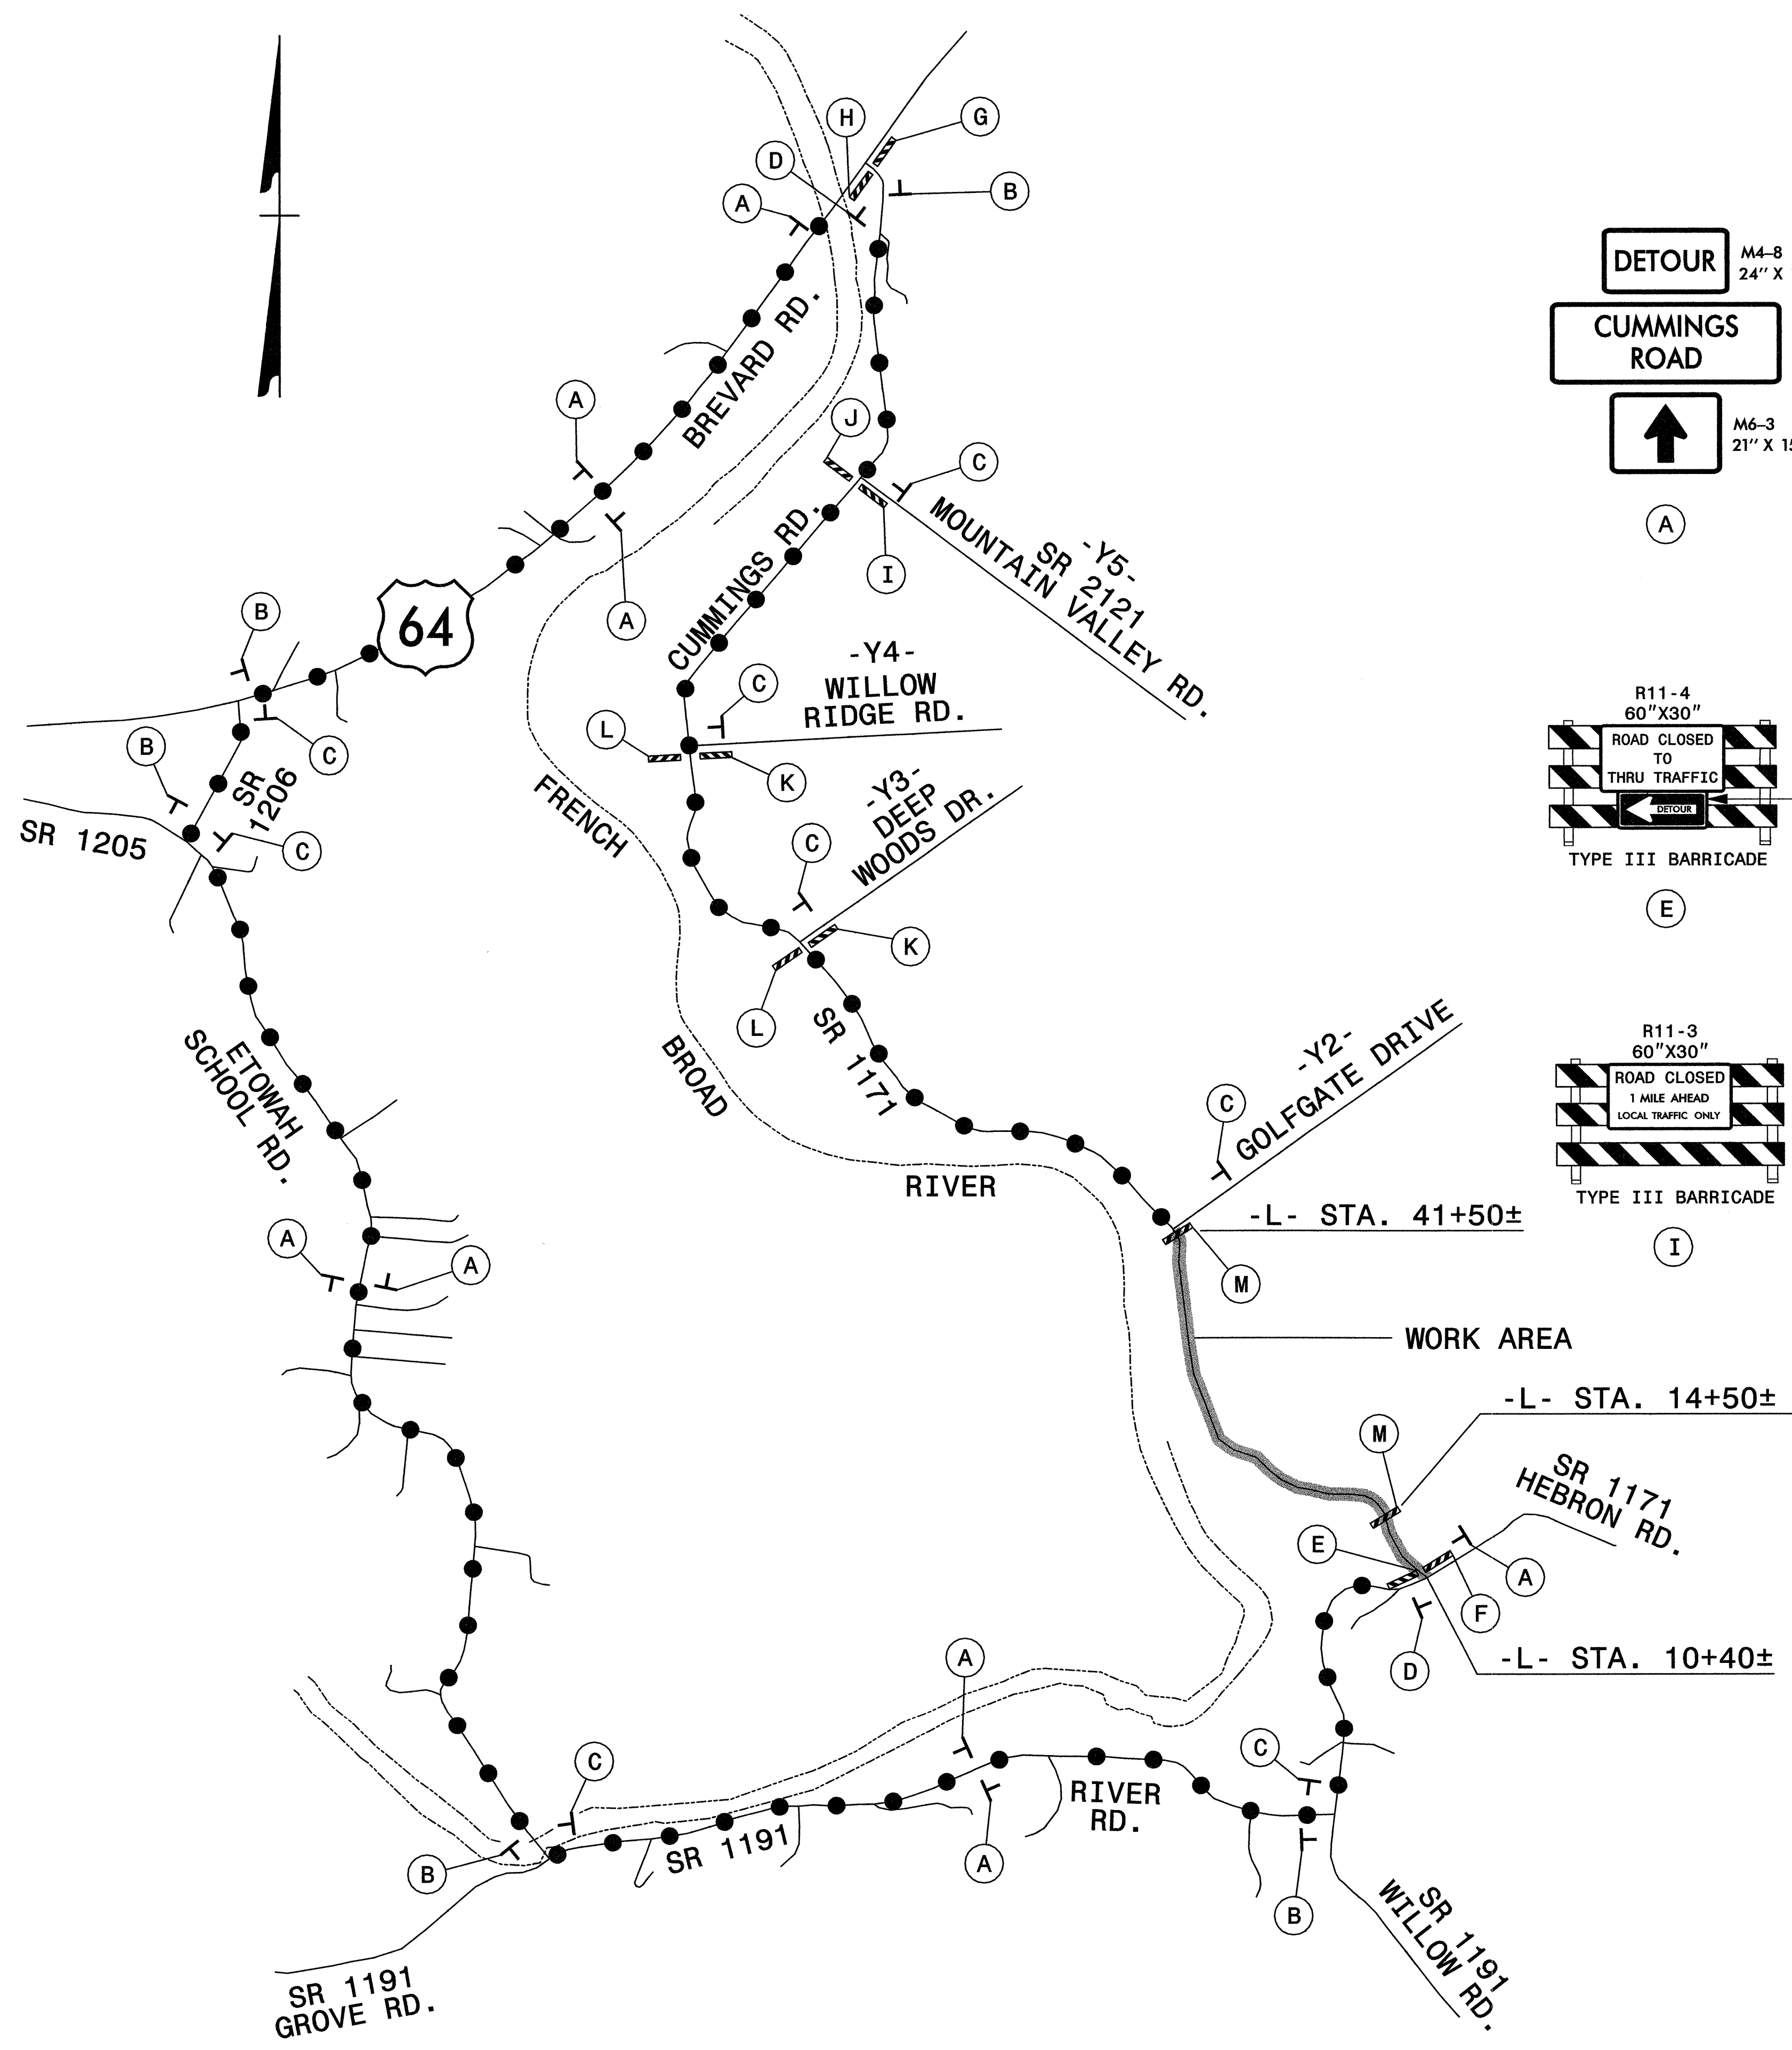 H
G
D
B
A
DETOUR
M4-8
24" X
CUMMINGS
ROAD
M6-3
21" X 15
A
BREVARD RD.
A
J
C
I
A
CUMMINGS RD.
-Y5-
SR 2121
MOUNTAIN VALLEY RD.
64
B
-Y4-
WILLOW
RIDGE RD.
C
L
K
B
C
SR
1206
SR 1205
C
FRENCH
-Y3-
DEEP
WOODS DR.
C
K
L
R11-4
60"X30"
ROAD CLOSED
TO
THRU TRAFFIC
DETOUR
TYPE III BARRICADE
E
SR 1171
BROAD
RIVER
ETOWAH
SCHOOL RD.
-Y2-
GOLFGATE DRIVE
C
R11-3
60"X30"
ROAD CLOSED
1 MILE AHEAD
LOCAL TRAFFIC ONLY
TYPE III BARRICADE
I
-L- STA. 41+50±
M
A
A
WORK AREA
-L- STA. 14+50±
M
SR 1171
HEBRON RD.
E
A
F
D
-L- STA. 10+40±
A
C
C
RIVER
RD.
SR 1191
A
B
B
SR 1191
WILLOW RD.
SR 1191
GROVE RD.